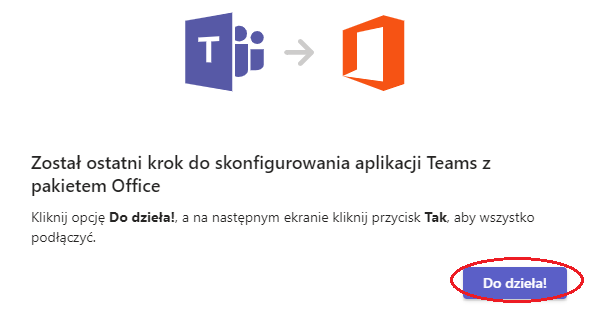 T
Został ostatni krok do skonfigurowania aplikacji Teams z
pakietem Office
Kliknij opcję Do dzieła!, a na następnym ekranie kliknij przycisk Tak, aby wszystko
podłączyć.
Do dzieła!